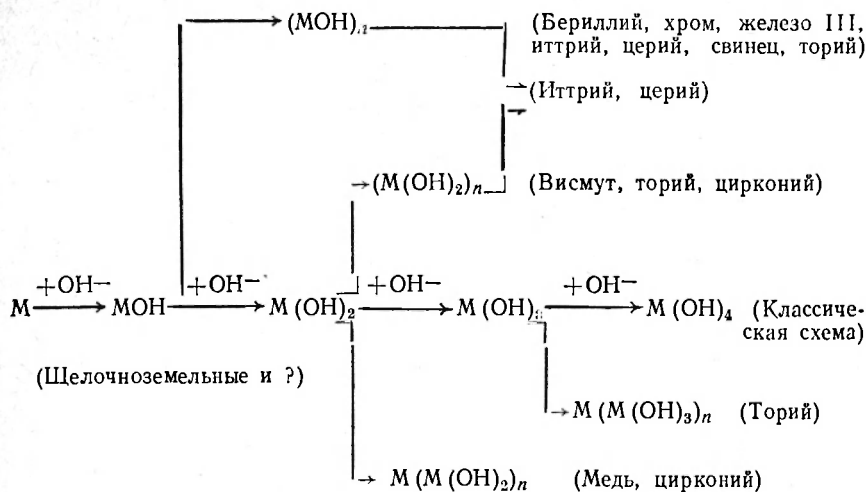 (MOH)n (Бериллий, хром, железо III,
иттрий, церий, свинец, торий)
(Иттрий, церий)
(M(OH)₂)n (Висмут, торий, цирконий)
+OH− +OH− +OH− +OH−
M MOH M(OH)₂ M(OH)₃ M(OH)₄ (Классиче-
ская схема)
(Щелочноземельные и ?)
M(M(OH)₃)n (Торий)
M(M(OH)₂)n (Медь, цирконий)